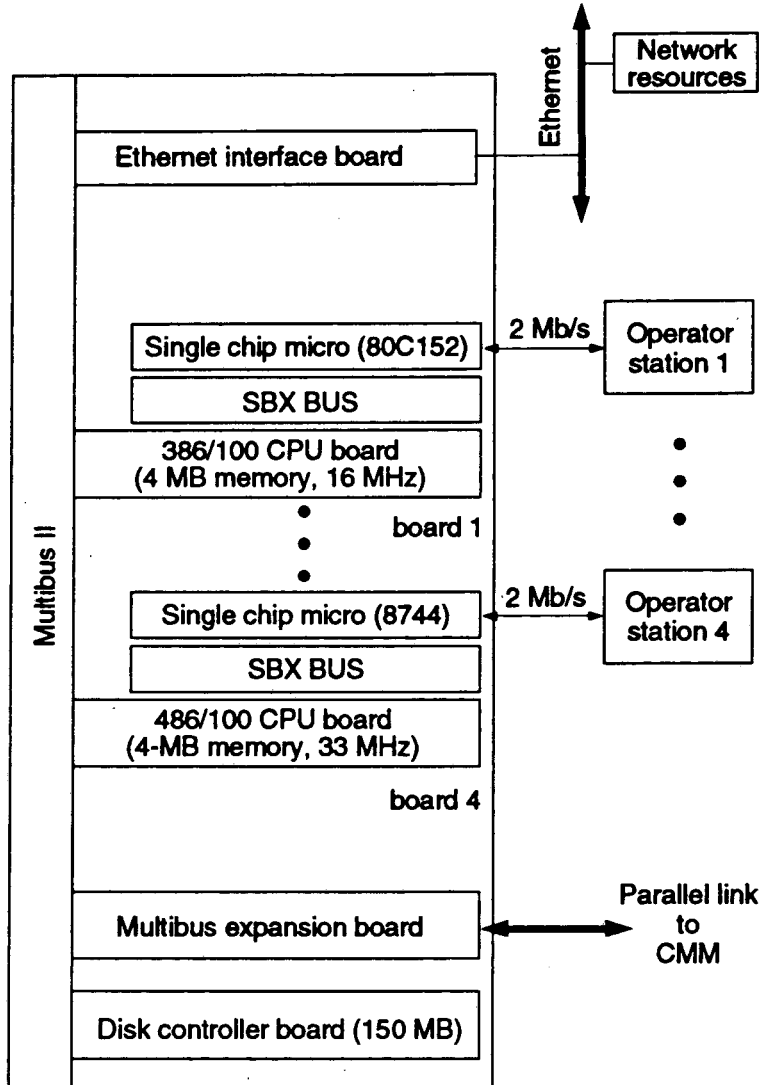 Network
resources
Ethernet
Ethernet interface board
Single chip micro (80C152)
2 Mb/s
Operator
station 1
SBX BUS
386/100 CPU board
(4 MB memory, 16 MHz)
board 1
Multibus II
Single chip micro (8744)
2 Mb/s
Operator
station 4
SBX BUS
486/100 CPU board
(4-MB memory, 33 MHz)
board 4
Multibus expansion board
Parallel link
to
CMM
Disk controller board (150 MB)